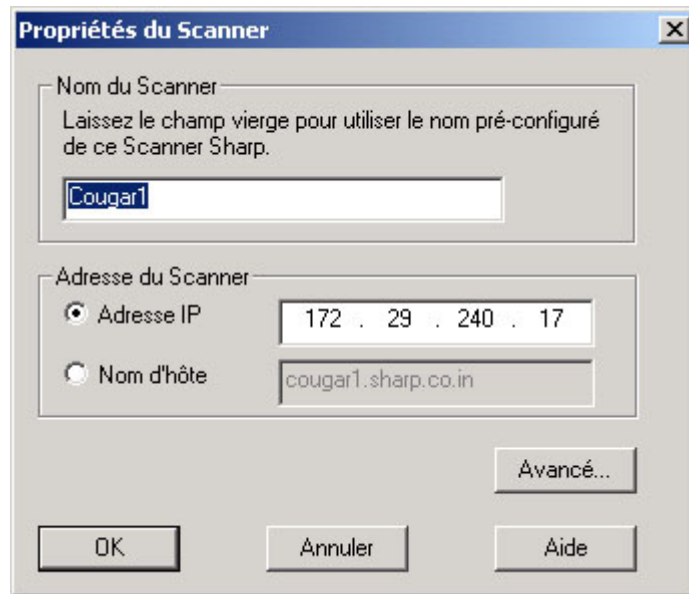 Propriétés du Scanner
Nom du Scanner
Laissez le champ vierge pour utiliser le nom pré-configuré
de ce Scanner Sharp.
Cougar1
Adresse du Scanner
Adresse IP 172 . 29 . 240 . 17
Nom d'hôte cougar1.sharp.co.in
Avancé...
OK Annuler Aide